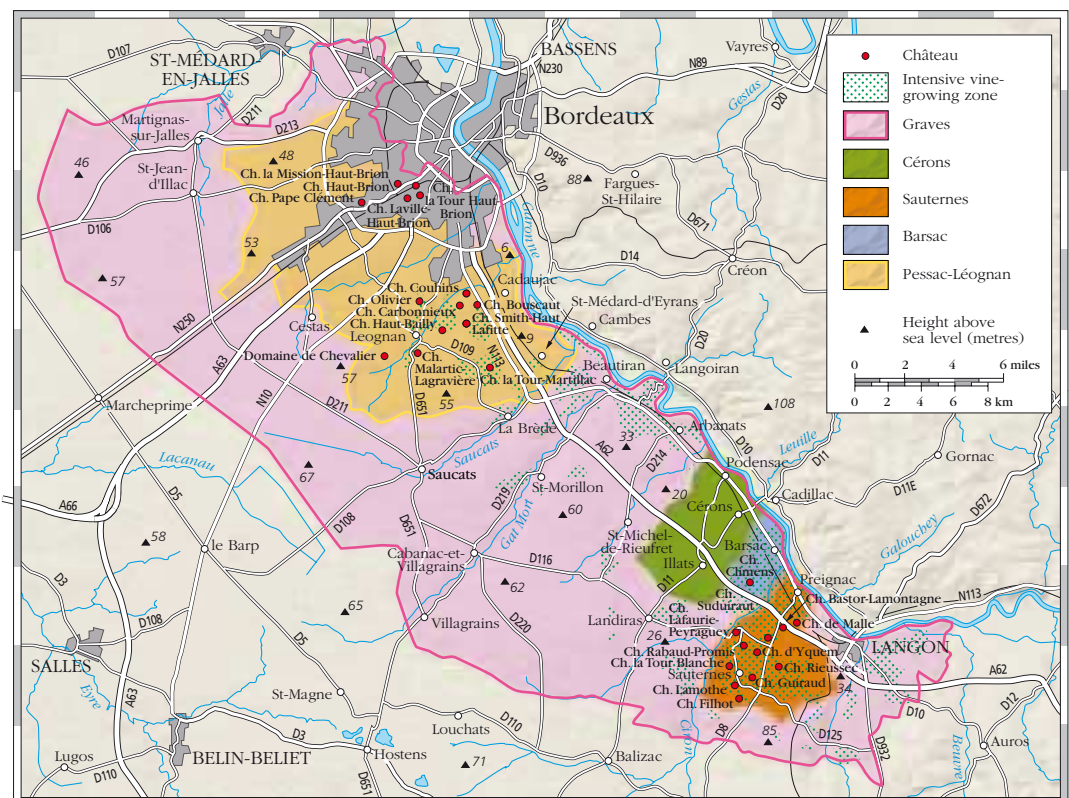 D107
ST-MÉDARD-
EN-JALLES
BASSENS
N230
Vayres
N89
Gestas
D20
Jalle
D211
Bordeaux
Martignas-
sur-Jalles
D213
46
48
St-Jean-
d'Illac
Ch. la Mission-Haut-Brion
Ch. Haut-Brion
Ch. Pape Clément
Ch.
la Tour Haut-
Brion
Ch. Laville-
Haut-Brion
D936
D10
88
Fargues-
St-Hilaire
D671
Garonne
D106
53
6
D14
Créon
57
Cadaujac
Ch. Couhins
Ch. Olivier
Ch. Carbonnieux
Ch. Haut-Bailly
Ch. Bouscaut
Ch. Smith-Haut
Lafitte
St-Médard-d'Eyrans
Cambes
N250
Cestas
Leognan
D109
N113
9
D20
A63
Domaine de Chevalier
57
Ch.
Malartic-
Lagravière
Ch. la Tour-Martillac
Beautiran
Langoiran
N10
D211
D651
55
Marcheprime
La Brède
Arbanats
108
A62
33
D214
D10
Leuille
D11
Lacanau
67
Saucats
Saucats
Podensac
Gornac
D5
D219
St-Morillon
20
Cadillac
D11E
D672
A66
D108
D651
Gat Mort
60
Cérons
58
le Barp
St-Michel-
de-Rieufret
Barsac
Galouchey
Cabanac-et-
Villagrains
D116
Illats
Ch.
Climens
Preignac
D3
62
D11
Ch.
Suduiraut
Ch. Bastor-Lamontagne
N113
65
D108
Villagrains
D220
Landiras
Ch.
Lafaurie-
Peyraguey
Ch. de Malle
26
Ch. Rabaud-Promis
Ch. d'Yquem
LANGON
SALLES
D5
Ch. la Tour-Blanche
Ch. Rieussec
A62
Sauternes
Ch. Guiraud
34
Eyre
A63
St-Magne
Ch. Lamothe
Ch. Filhot
D10
D12
Louchats
D110
Ciron
D8
85
D125
D932
Beuve
Auros
D3
Lugos
BELIN-BELIET
Hostens
Balizac
D110
D651
71
Château
Intensive vine-
growing zone
Graves
Cérons
Sauternes
Barsac
Pessac-Léognan
Height above
sea level (metres)
0 2 4 6 miles
0 2 4 6 8 km